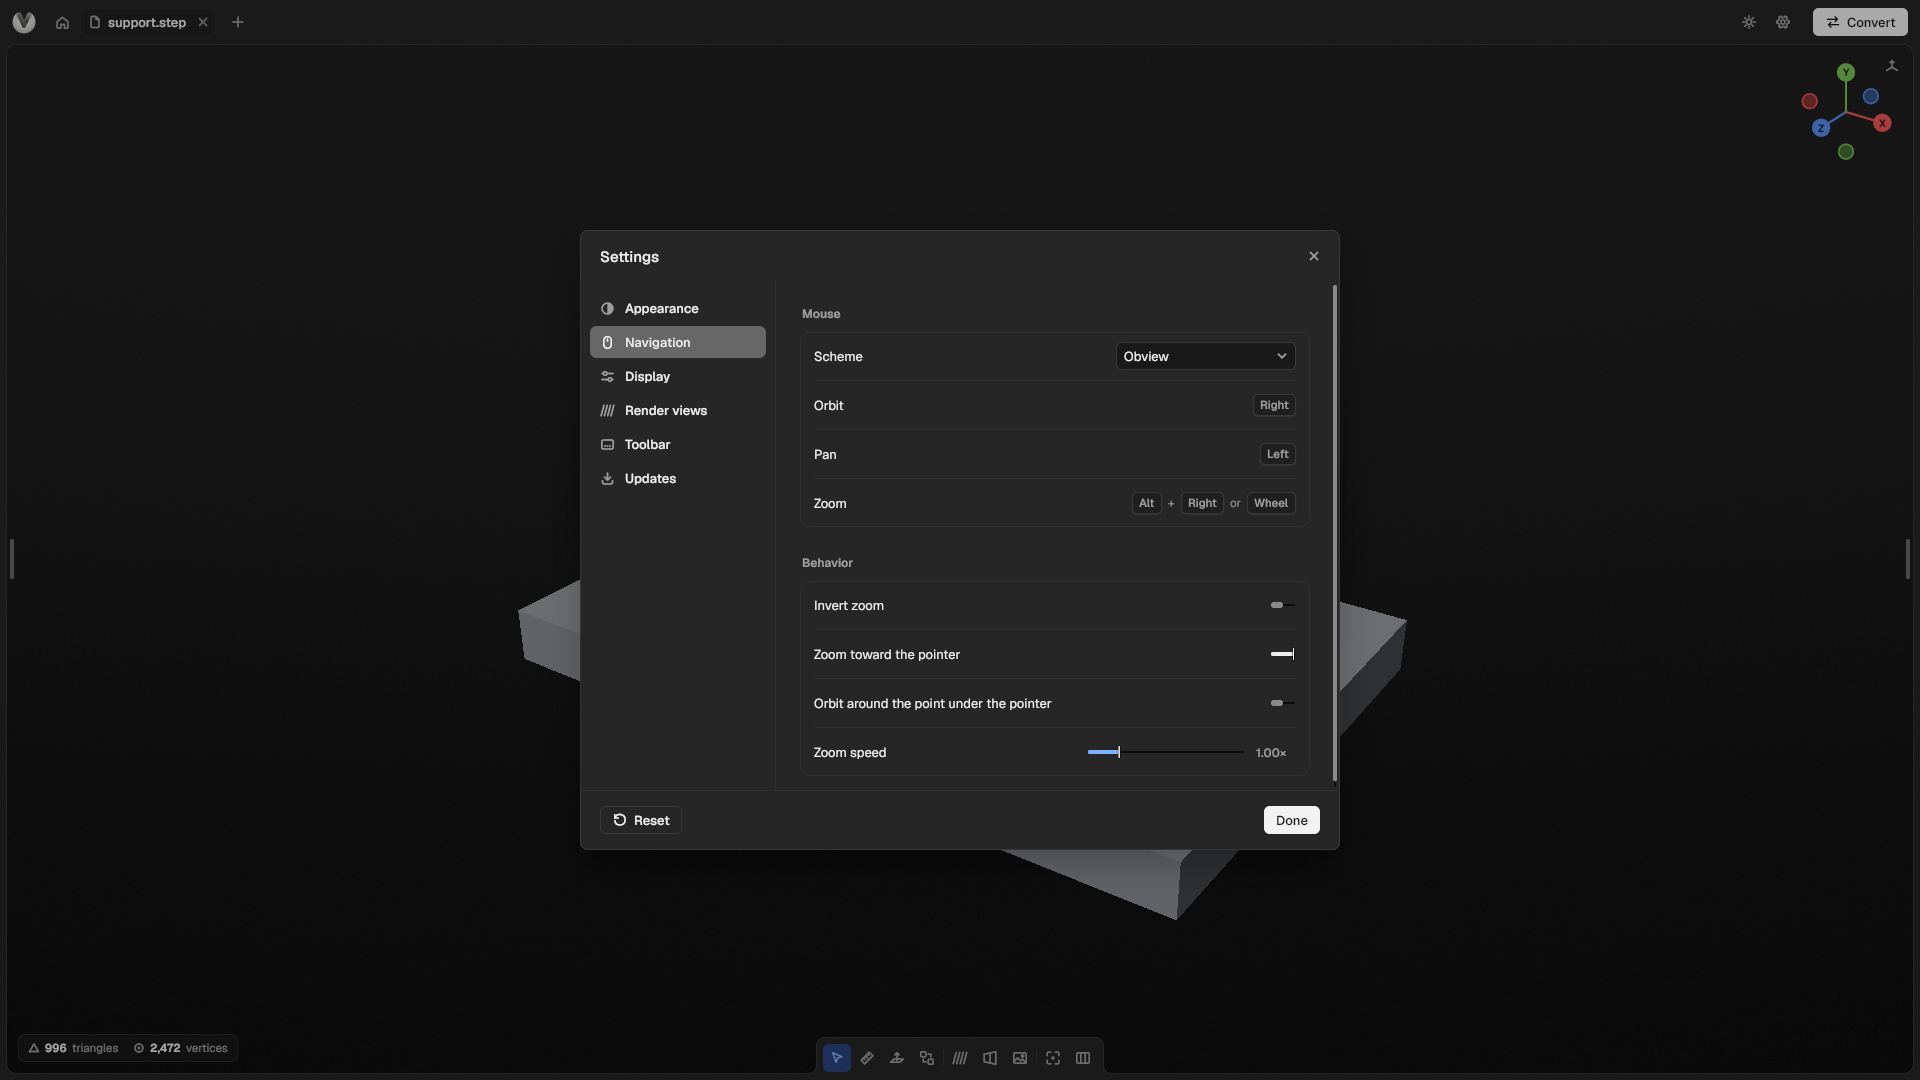 support.step
Convert
Y
X
Z
Settings
Appearance
Navigation
Display
Render views
Toolbar
Updates
Mouse
Scheme
Obview
Orbit
Right
Pan
Left
Zoom
Alt + Right or Wheel
Behavior
Invert zoom
Zoom toward the pointer
Orbit around the point under the pointer
Zoom speed
1.00×
Reset
Done
996 triangles
2,472 vertices